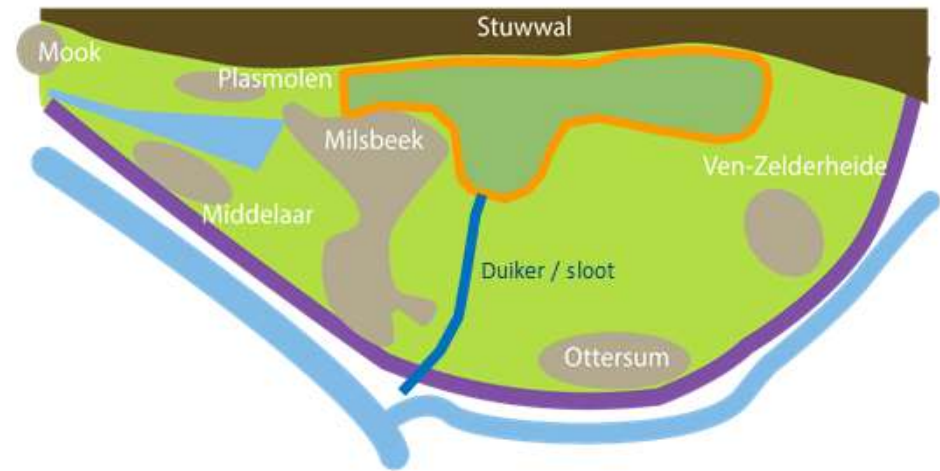 Stuwwal
Mook
Plasmolen
Milsbeek
Ven-Zelderheide
Middelaar
Duiker / sloot
Ottersum